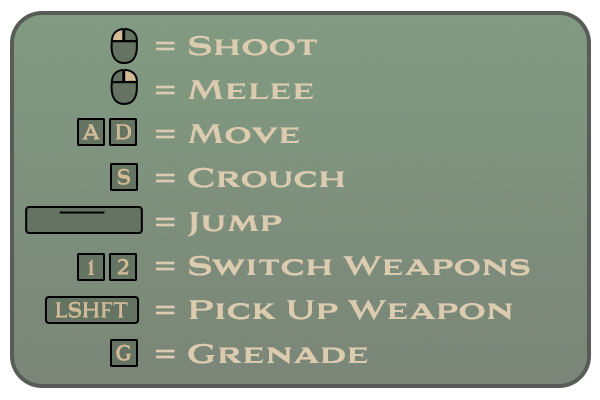 = Shoot
= Melee
A D = Move
S = Crouch
= Jump
1 2 = Switch Weapons
LSHFT = Pick Up Weapon
G = Grenade